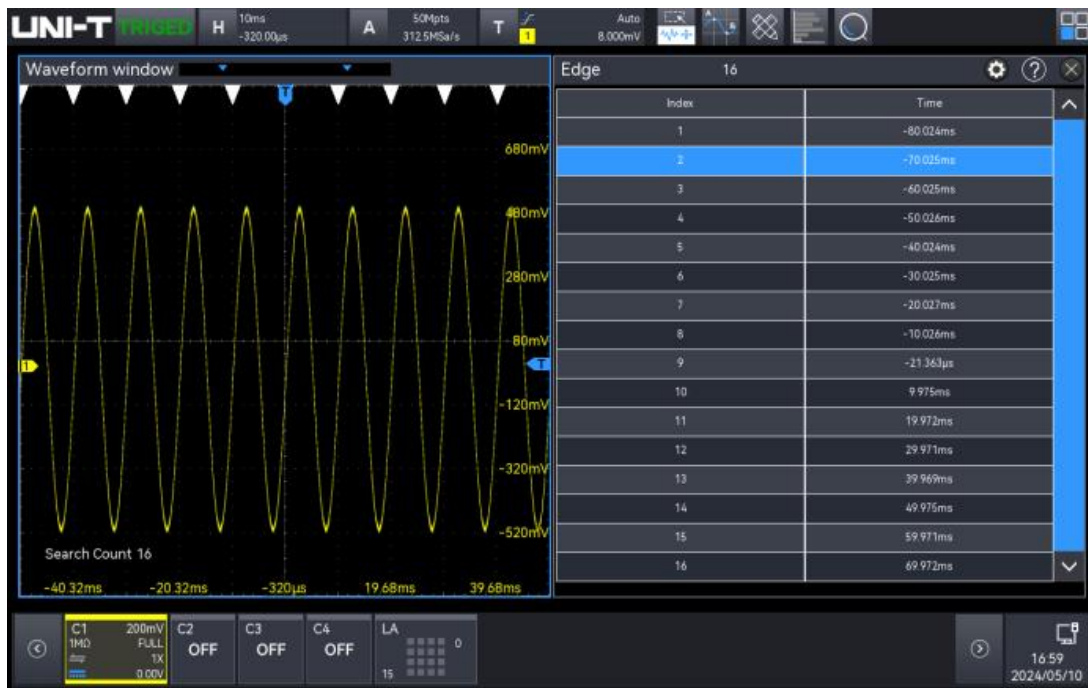 UNI-T TRIGED H 10ms -320.00μs A 50Mpts 312.5MSa/s T 1 Auto 8.000mV
Waveform window
T
680mV
480mV
280mV
80mV
1 T
-120mV
-320mV
-520mV
Search Count 16
-40.32ms -20.32ms -320μs 19.68ms 39.68ms
Edge 16 ?
Index Time
1 -80.024ms
2 -70.025ms
3 -60.025ms
4 -50.026ms
5 -40.024ms
6 -30.025ms
7 -20.027ms
8 -10.026ms
9 -21.363μs
10 9.975ms
11 19.972ms
12 29.971ms
13 39.969ms
14 49.975ms
15 59.971ms
16 69.972ms
C1 200mV
1MΩ FULL
1X
0.00V
C2 OFF
C3 OFF
C4 OFF
LA 0 15
16:59
2024/05/10